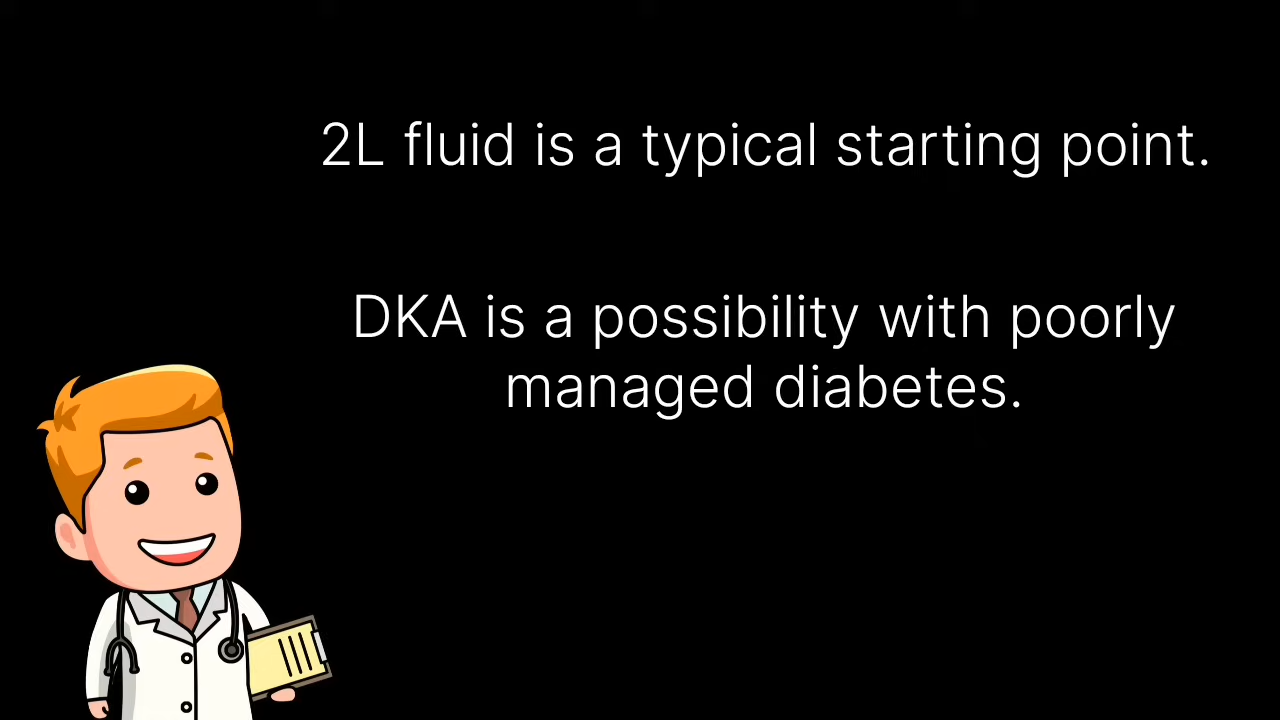 2L fluid is a typical starting point.
DKA is a possibility with poorly
managed diabetes.